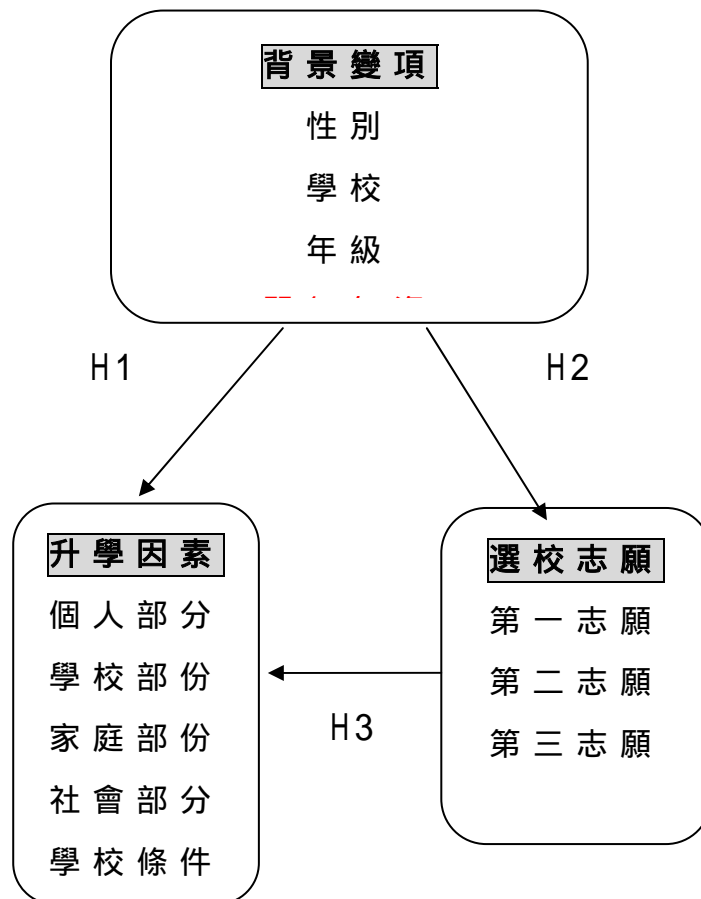 背景變項
性別
學校
年級
H1
H2
升學因素
個人部分
學校部份
家庭部份
社會部分
學校條件
選校志願
第一志願
第二志願
第三志願
H3